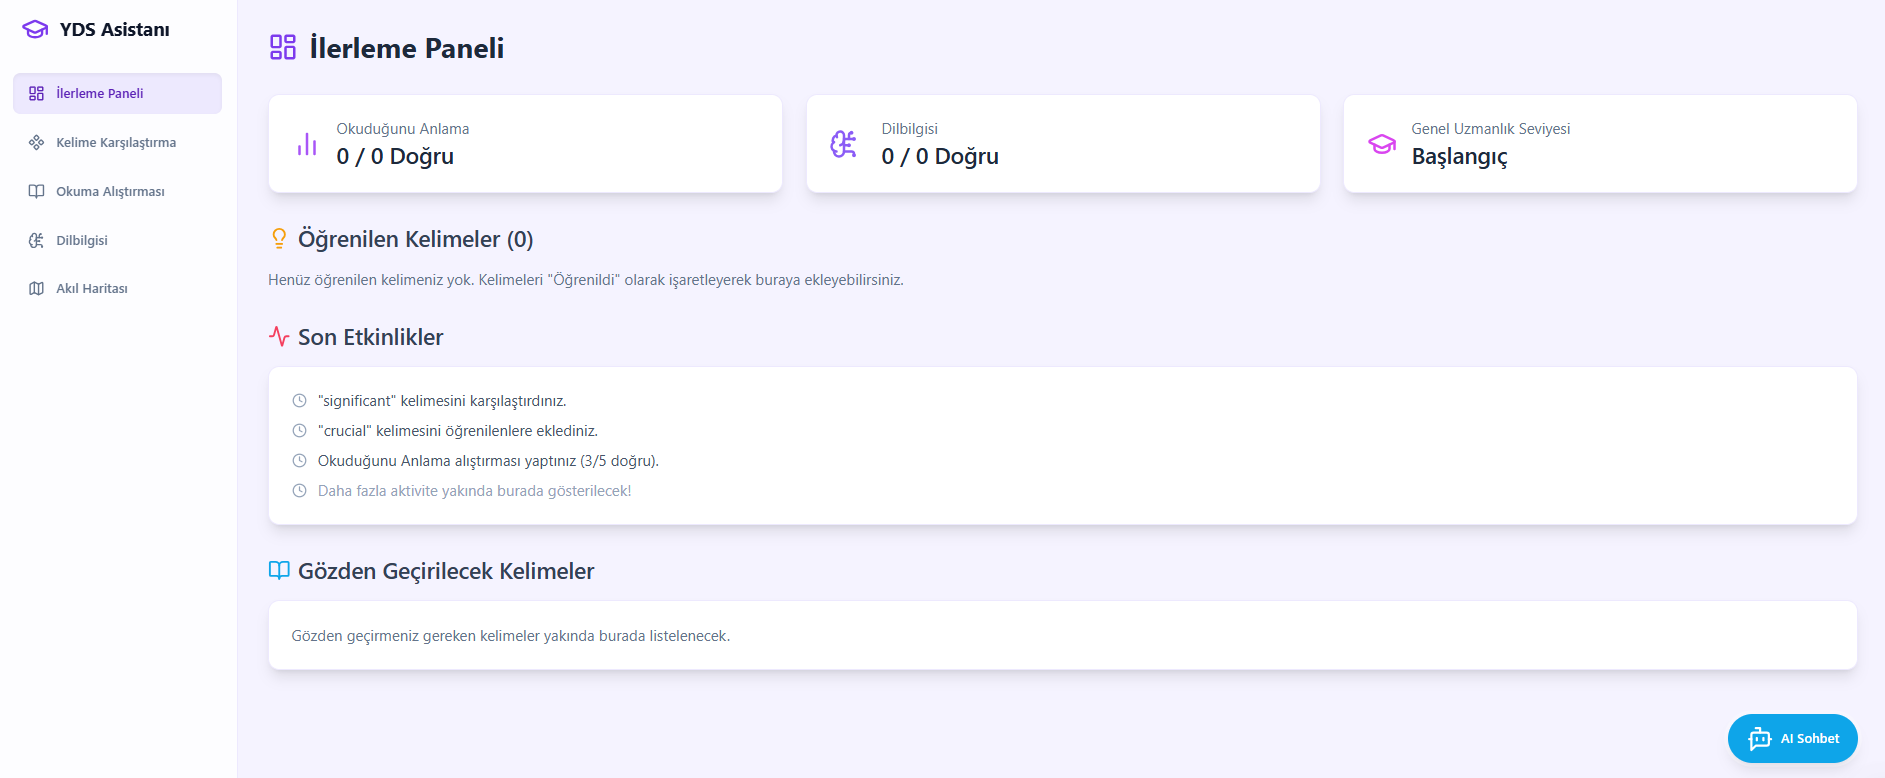 YDS Asistanı
İlerleme Paneli
Kelime Karşılaştırma
Okuma Alıştırması
Dilbilgisi
Akıl Haritası
İlerleme Paneli
Okuduğunu Anlama
0 / 0 Doğru
Dilbilgisi
0 / 0 Doğru
Genel Uzmanlık Seviyesi
Başlangıç
Öğrenilen Kelimeler (0)
Henüz öğrenilen kelimeniz yok. Kelimeleri "Öğrenildi" olarak işaretleyerek buraya ekleyebilirsiniz.
Son Etkinlikler
"significant" kelimesini karşılaştırdınız.
"crucial" kelimesini öğrenilenlere eklediniz.
Okuduğunu Anlama alıştırması yaptınız (3/5 doğru).
Daha fazla aktivite yakında burada gösterilecek!
Gözden Geçirilecek Kelimeler
Gözden geçirmeniz gereken kelimeler yakında burada listelenecek.
AI Sohbet